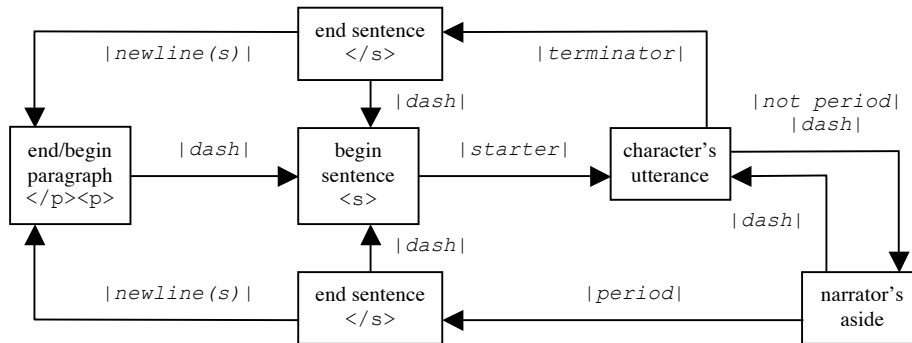 end sentence
</s>
|newline(s)|
|terminator|
|dash|
|not period|
|dash|
end/begin
paragraph
</p><p>
|dash|
begin
sentence
<s>
|starter|
character's
utterance
|dash|
|dash|
|newline(s)|
end sentence
</s>
|period|
narrator's
aside